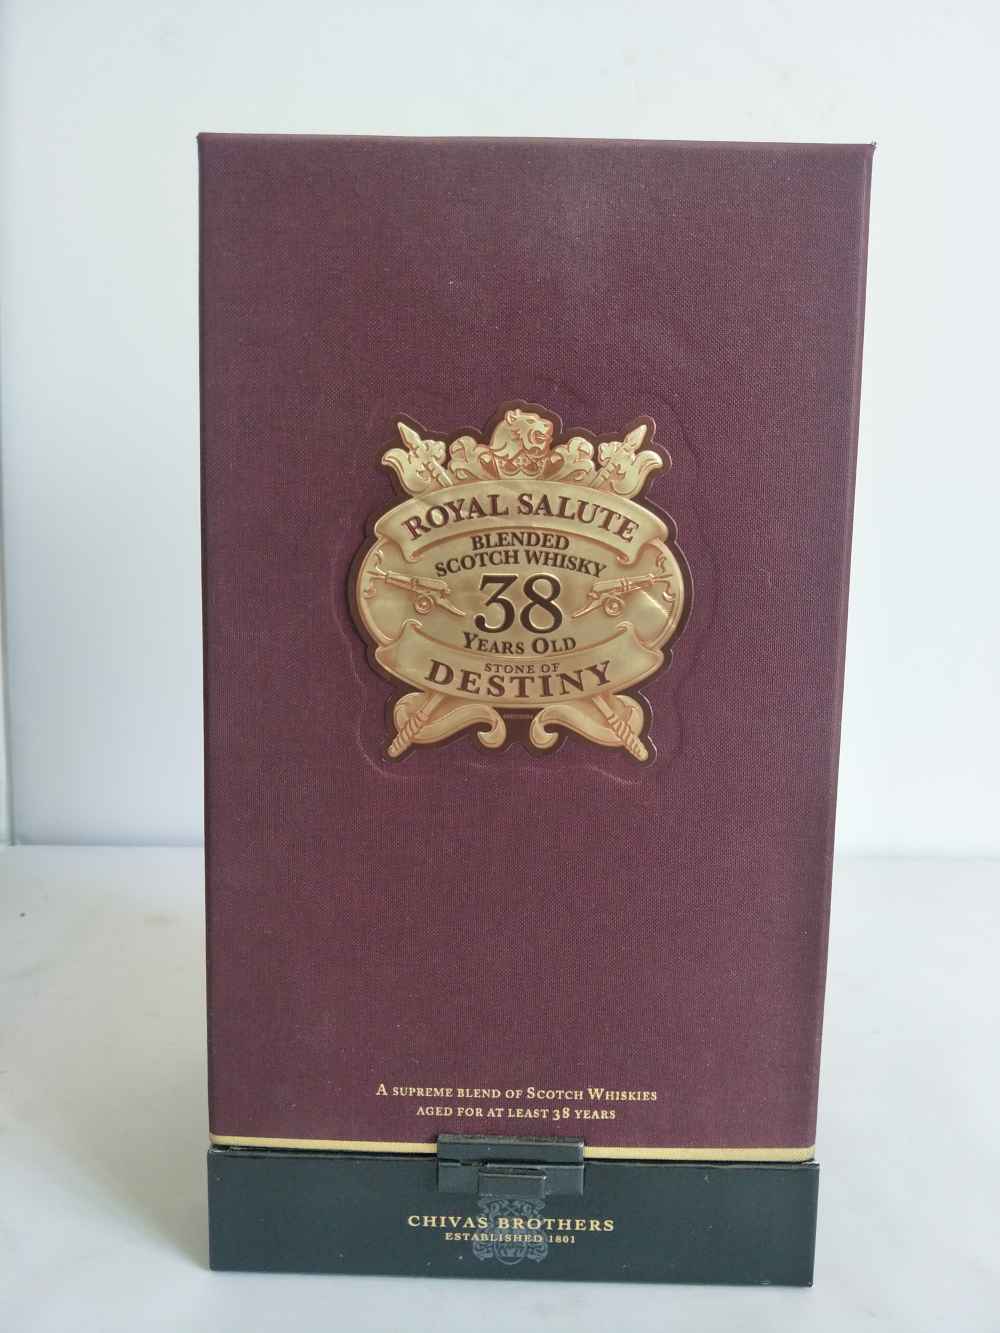 ROYAL SALUTE
BLENDED
SCOTCH WHISKY
38
YEARS OLD
STONE OF
DESTINY
A SUPREME BLEND OF SCOTCH WHISKIES
AGED FOR AT LEAST 38 YEARS
CHIVAS BROTHERS
ESTABLISHED 1801